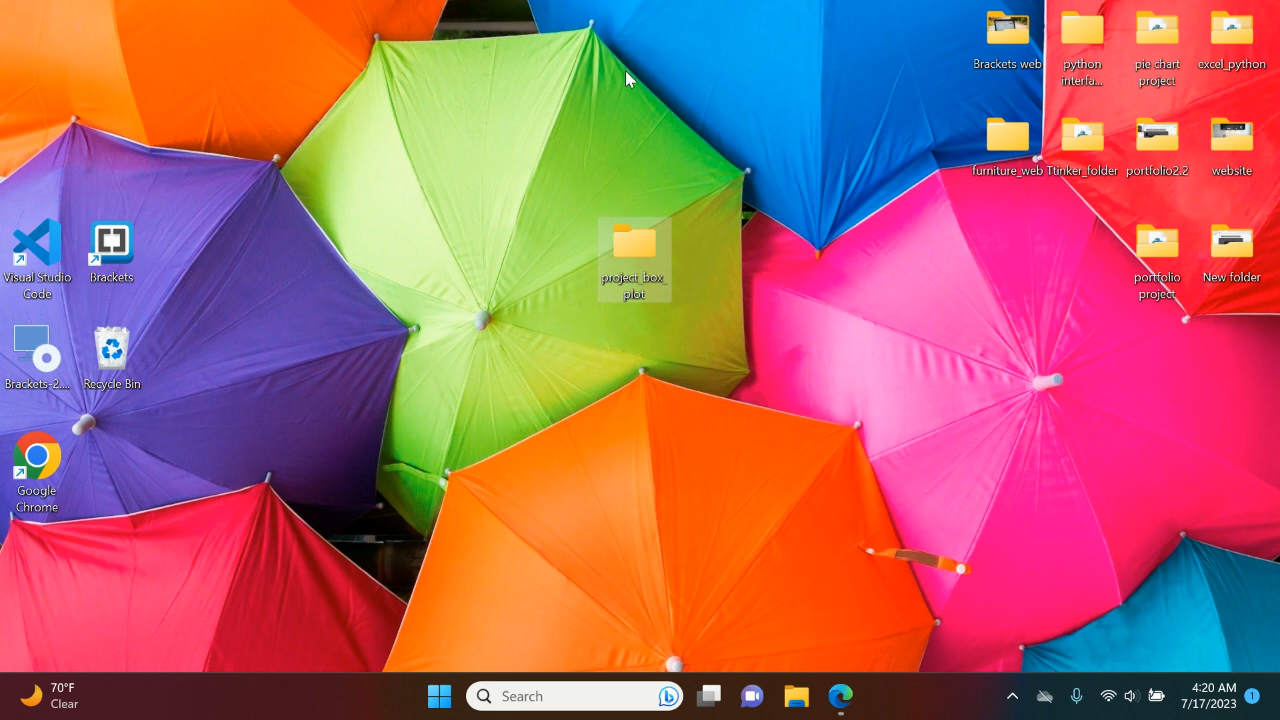 Brackets web
python
interfa...
pie chart
project
excel_python
furniture_web
Ttinker_folder
portfolio2.2
website
Visual Studio
Code
Brackets
project_box_
plot
portfolio
project
New folder
Brackets-2....
Recycle Bin
Google
Chrome
70°F
Clear
Search
4:20 AM
7/17/2023
1